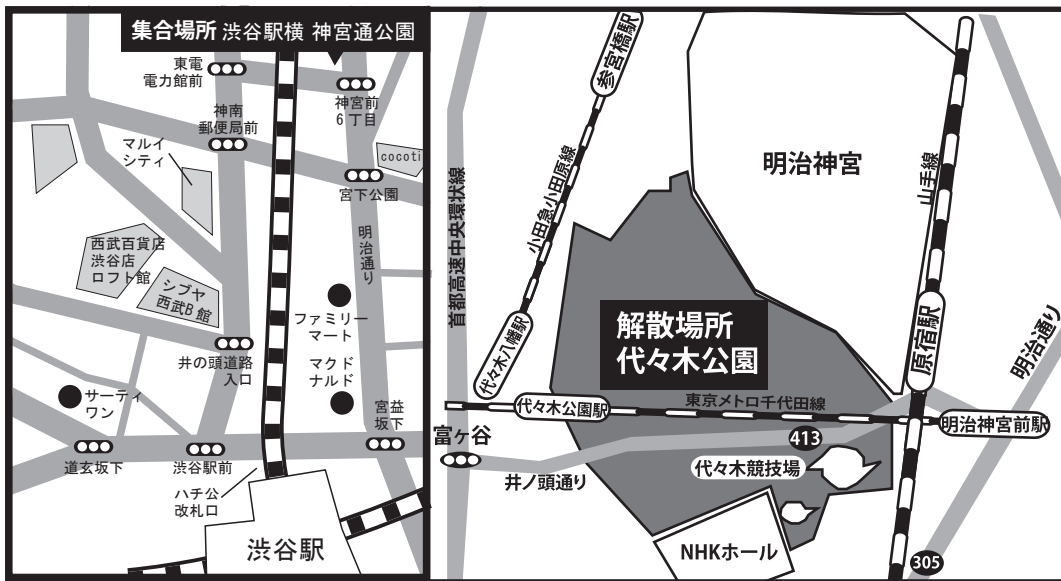 集合場所 渋谷駅横 神宮通公園
東電
電力館前
神宮前
6丁目
神南
郵便局前
マルイ
シティ
cocoti
宮下公園
明治通り
西武百貨店
渋谷店
ロフト館
シブヤ
西武B館
ファミリー
マート
井の頭道路
入口
マクド
ナルド
サーティ
ワン
宮益
坂下
道玄坂下
渋谷駅前
ハチ公
改札口
渋谷駅
首都高速中央環状線
参宮橋駅
小田急小田原線
明治神宮
山手線
解散場所
代々木公園
代々木八幡駅
原宿駅
明治通り
代々木公園駅
東京メトロ千代田線
明治神宮前駅
富ヶ谷
413
井ノ頭通り
代々木競技場
NHKホール
305